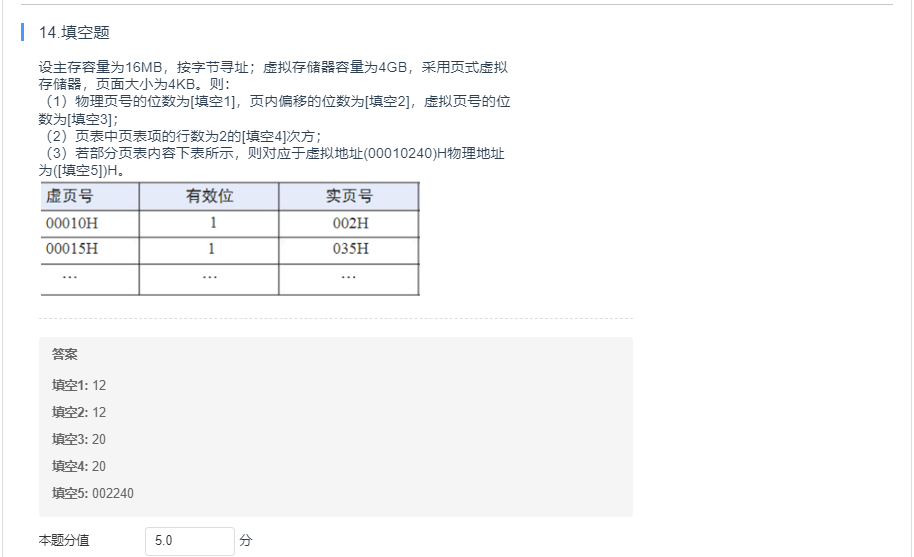 14.填空题
设主存容量为16MB，按字节寻址；虚拟存储器容量为4GB，采用页式虚拟
存储器，页面大小为4KB。则：
（1）物理页号的位数为[填空1]，页内偏移的位数为[填空2]，虚拟页号的位
数为[填空3]；
（2）页表中页表项的行数为2的[填空4]次方；
（3）若部分页表内容下表所示，则对应于虚拟地址(00010240)H物理地址
为([填空5])H。
虚页号 有效位 实页号
00010H 1 002H
00015H 1 035H
… … …
答案
填空1: 12
填空2: 12
填空3: 20
填空4: 20
填空5: 002240
本题分值 5.0 分